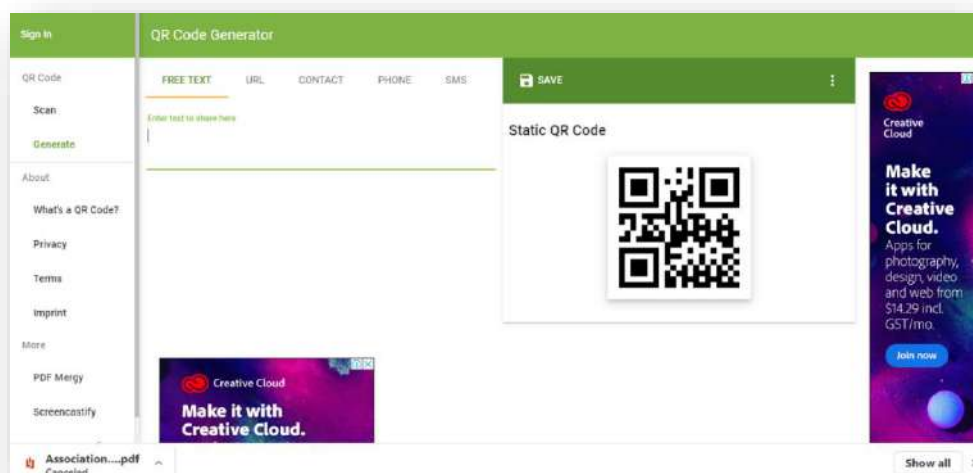 Sign In
QR Code Generator
QR Code
Scan
Generate
About
What's a QR Code?
Privacy
Terms
Imprint
More
PDF Mergy
Screencastify
FREE TEXT
URL
CONTACT
PHONE
SMS
Enter text to share here
SAVE
Static QR Code
Creative
Cloud
Make
it with
Creative
Cloud.
Apps for
photography,
design, video
and web from
$14.29 incl.
GST/mo.
Join now
Creative Cloud
Make it with
Creative Cloud.
Association....pdf
Canceled
Show all